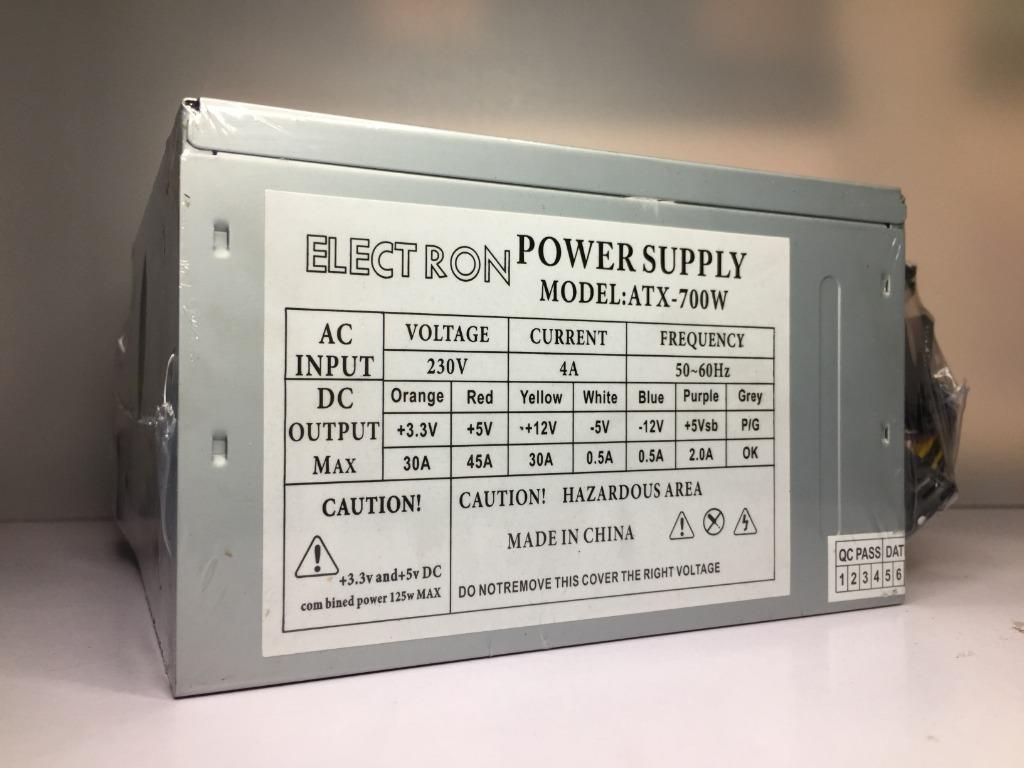 ELECTRON POWER SUPPLY
MODEL:ATX-700W
AC INPUT VOLTAGE CURRENT FREQUENCY
230V 4A 50~60Hz
DC OUTPUT MAX Orange Red Yellow White Blue Purple Grey
+3.3V +5V +12V -5V -12V +5Vsb P/G
30A 45A 30A 0.5A 0.5A 2.0A OK
CAUTION!
+3.3v and+5v DC
com bined power 125w MAX
CAUTION! HAZARDOUS AREA
MADE IN CHINA
DO NOTREMOVE THIS COVER THE RIGHT VOLTAGE
QC PASS DAT
1 2 3 4 5 6